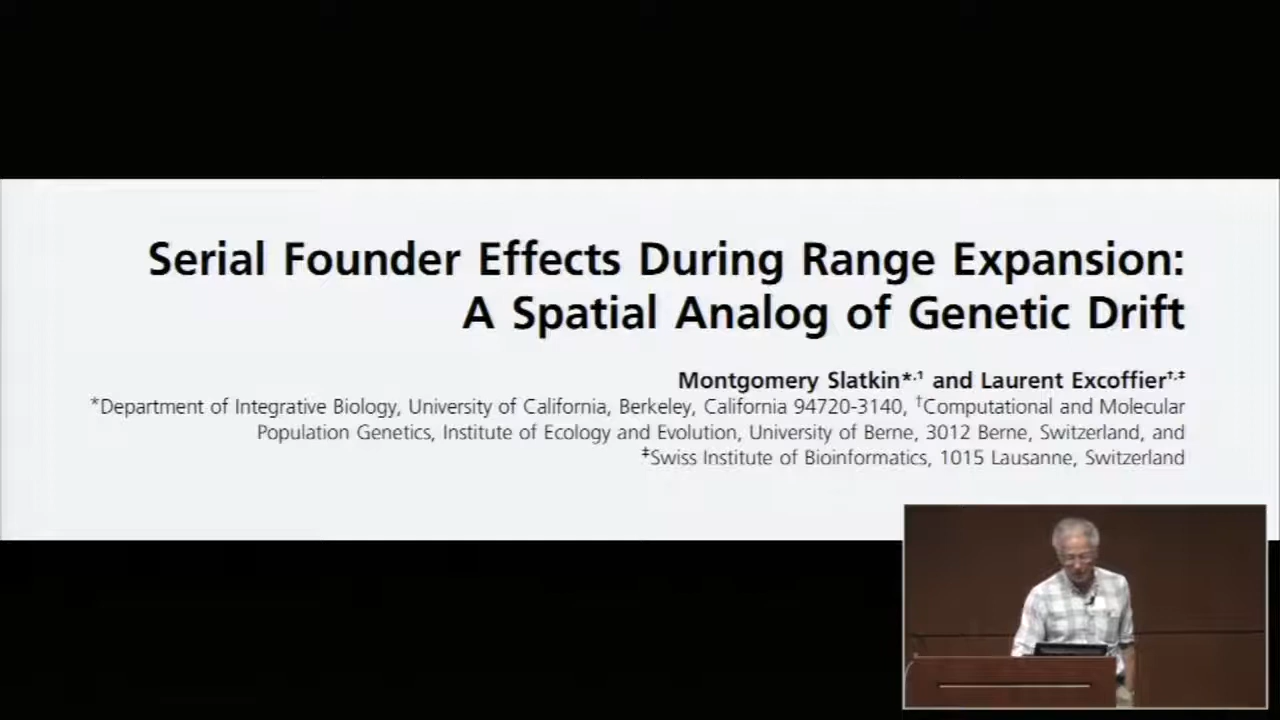 Serial Founder Effects During Range Expansion:
A Spatial Analog of Genetic Drift
Montgomery Slatkin*,¹ and Laurent Excoffier†,‡
*Department of Integrative Biology, University of California, Berkeley, California 94720-3140, †Computational and Molecular
Population Genetics, Institute of Ecology and Evolution, University of Berne, 3012 Berne, Switzerland, and
‡Swiss Institute of Bioinformatics, 1015 Lausanne, Switzerland